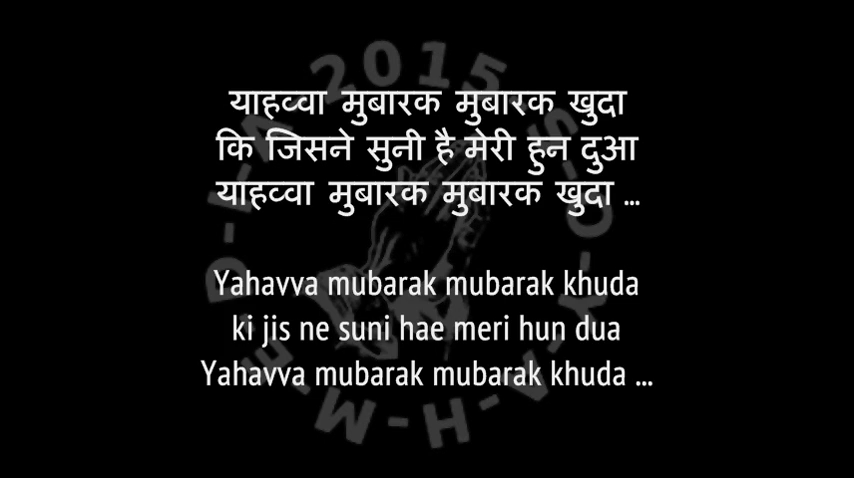 याहव्वा मुबारक मुबारक खुदा
कि जिसने सुनी है मेरी हुन दुआ
याहव्वा मुबारक मुबारक खुदा ...
Yahavva mubarak mubarak khuda
ki jis ne suni hae meri hun dua
Yahavva mubarak mubarak khuda ...
2015